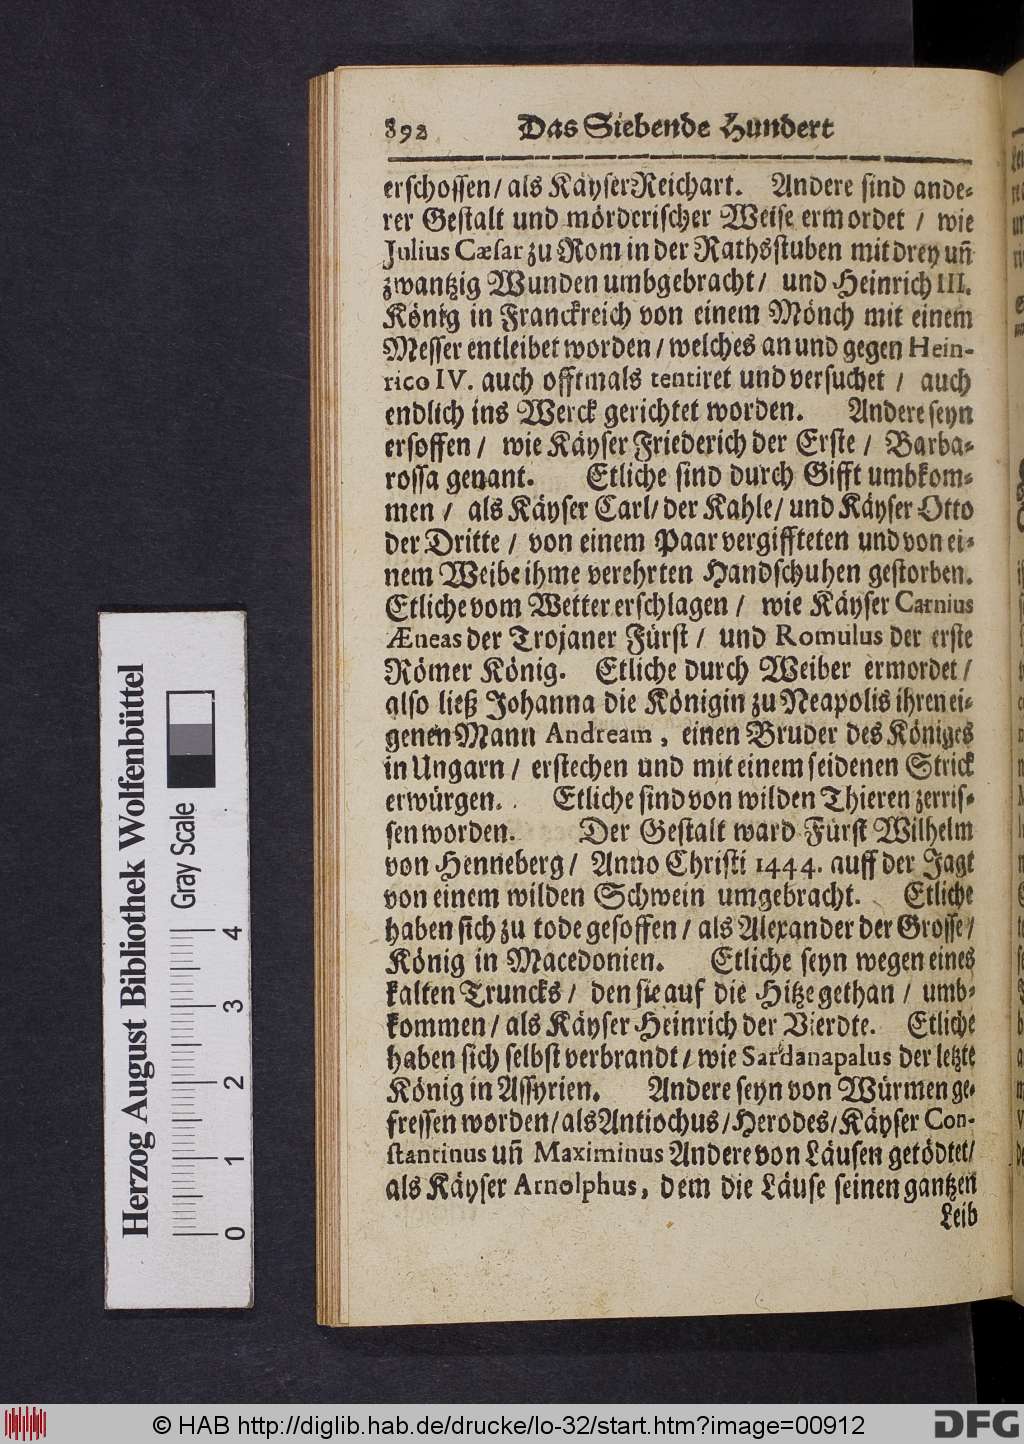 892 Das Siebende Hundert
erschossen / als Käyser Reichart. Andere sind ande-
rer Gestalt und mörderischer Weise ermordet / wie
Julius Cæsar zu Rom in der Rathsstuben mit drey uñ
zwantzig Wunden umbgebracht / und Heinrich III.
König in Franckreich von einem Mönch mit einem
Messer entleibet worden / welches an und gegen Hein-
rico IV. auch offtmals tentiret und versuchet / auch
endlich ins Werck gerichtet worden. Andere seyn
ersoffen / wie Käyser Friederich der Erste / Barba-
rossa genant. Etliche sind durch Gifft umbkom-
men / als Käyser Carl / der Kahle / und Käyser Otto
der Dritte / von einem Paar vergiffteten und von ei-
nem Weibe ihme verehrten Handschuhen gestorben.
Etliche vom Wetter erschlagen / wie Käyser Carnius
Æneas der Trojaner Fürst / und Romulus der erste
Römer König. Etliche durch Weiber ermordet /
also ließ Johanna die Königin zu Neapolis ihren ei-
genen Mann Andream, einen Bruder des Königes
in Ungarn / erstechen und mit einem seidenen Strick
erwürgen. Etliche sind von wilden Thieren zerris-
sen worden. Der Gestalt ward Fürst Wilhelm
von Henneberg / Anno Christi 1444. auff der Jagt
von einem wilden Schwein umgebracht. Etliche
haben sich zu tode gesoffen / als Alexander der Grosse /
König in Macedonien. Etliche seyn wegen eines
kalten Truncks / den sie auf die Hitze gethan / umb-
kommen / als Käyser Heinrich der Vierdte. Etliche
haben sich selbst verbrandt / wie Sardanapalus der letzte
König in Assyrien. Andere seyn von Würmen ge-
fressen worden / als Antiochus / Herodes / Käyser Con-
stantinus uñ Maximinus Andere von Läusen getödtet /
als Käyser Arnolphus, dem die Läuse seinen gantzen
Leib
Herzog August Bibliothek Wolfenbüttel
Gray Scale
0 1 2 3 4
© HAB http://diglib.hab.de/drucke/lo-32/start.htm?image=00912
DFG